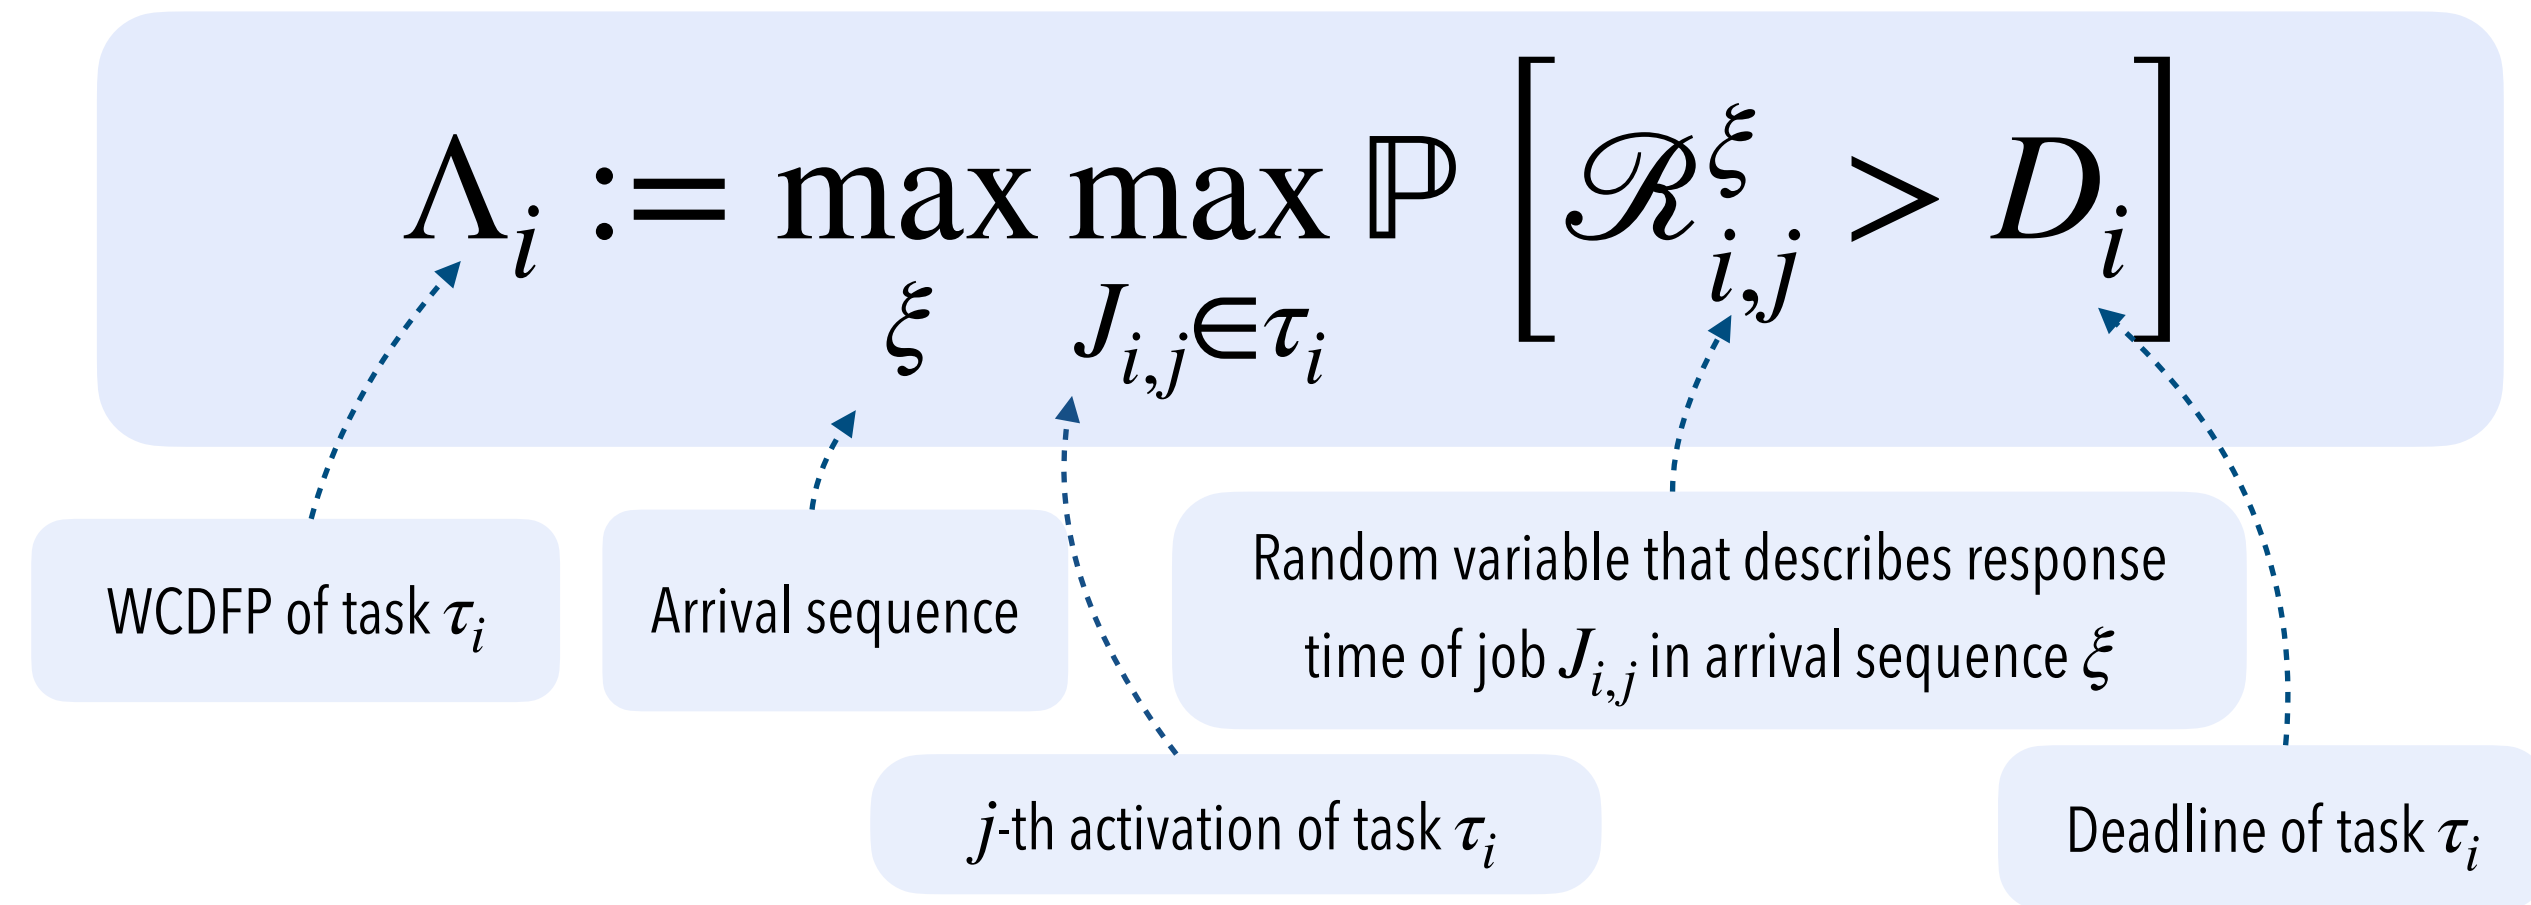 Λᵢ := max_ξ max_{J_{i,j}∈τ_i} ℙ [ℛ^ξ_{i,j} > D_i]
WCDFP of task τ_i
Arrival sequence
Random variable that describes response
time of job J_{i,j} in arrival sequence ξ
j-th activation of task τ_i
Deadline of task τ_i